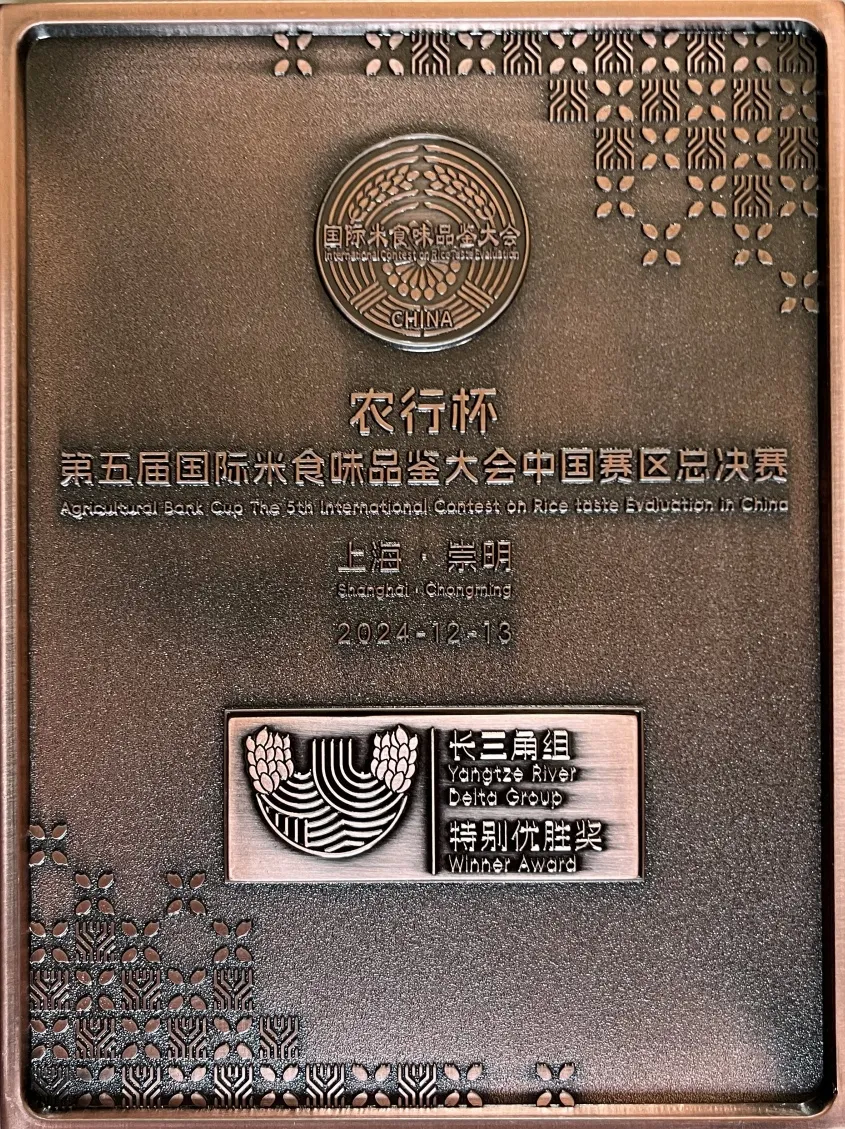 国际米食味品鉴大会
International Contest on Rice Taste Evaluation
CHINA
农行杯
第五届国际米食味品鉴大会中国赛区总决赛
Agricultural Bank Cup The 5th International Contest on Rice taste Evaluation in China
上海·崇明
Shanghai·Chongming
2024-12-13
长三角组
Yangtze River
Delta Group
特别优胜奖
Winner Award